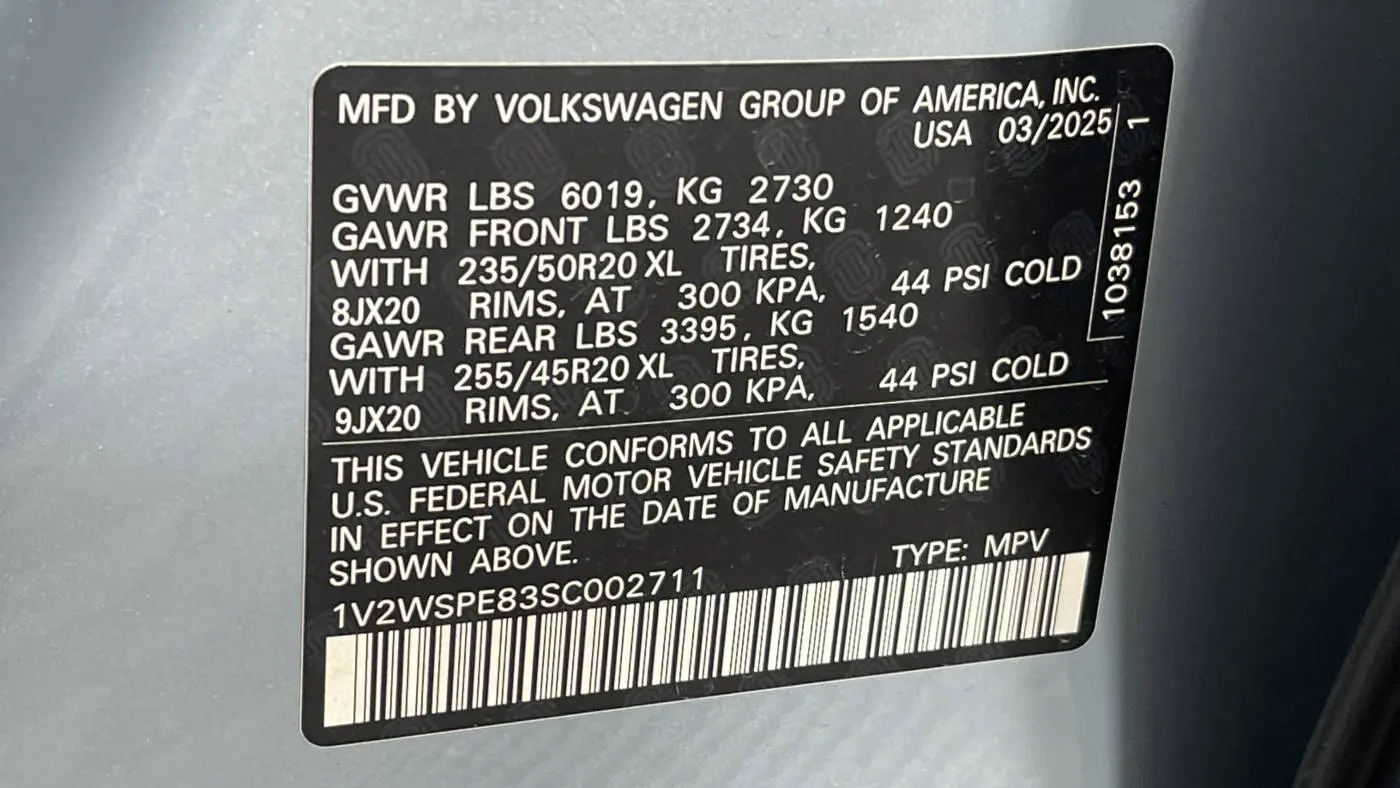 MFD BY VOLKSWAGEN GROUP OF AMERICA, INC.
USA 03/2025
GVWR LBS 6019, KG 2730
GAWR FRONT LBS 2734, KG 1240
WITH 235/50R20 XL TIRES,
8JX20 RIMS, AT 300 KPA, 44 PSI COLD
GAWR REAR LBS 3395, KG 1540
WITH 255/45R20 XL TIRES,
9JX20 RIMS, AT 300 KPA, 44 PSI COLD
THIS VEHICLE CONFORMS TO ALL APPLICABLE
U.S. FEDERAL MOTOR VEHICLE SAFETY STANDARDS
IN EFFECT ON THE DATE OF MANUFACTURE
SHOWN ABOVE.
TYPE: MPV
1V2WSPE83SC002711
1038153 1